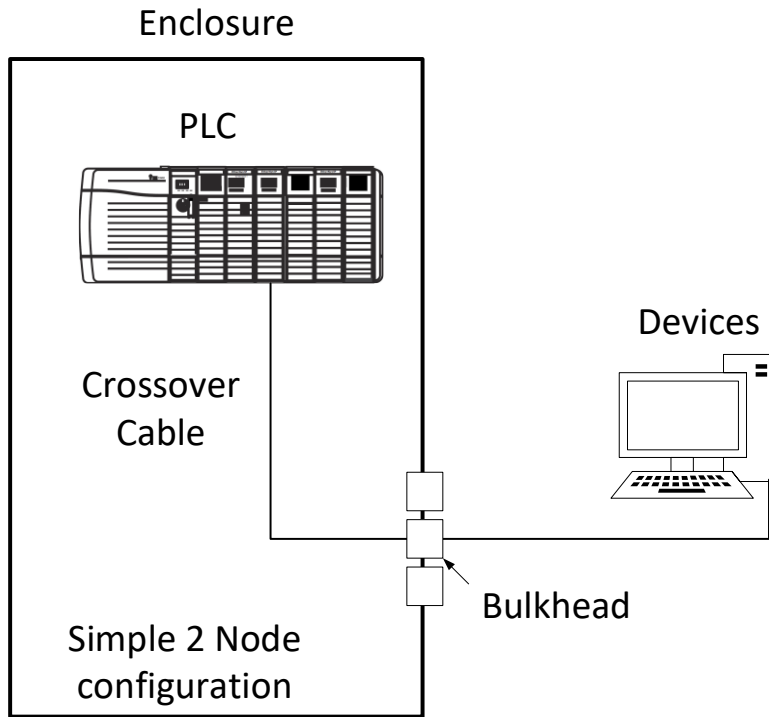 Enclosure
PLC
Devices
Crossover
Cable
Bulkhead
Simple 2 Node
configuration